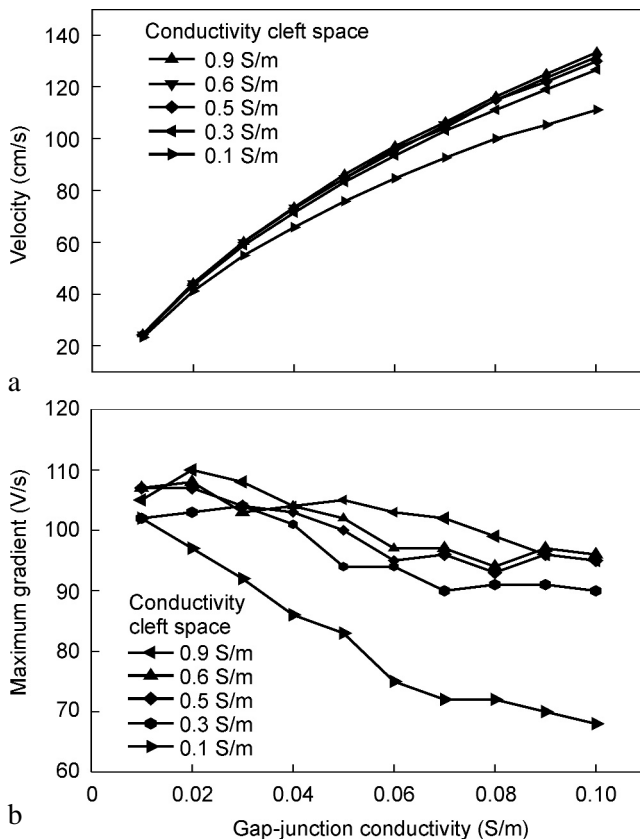 Conductivity cleft space
0.9 S/m
0.6 S/m
0.5 S/m
0.3 S/m
0.1 S/m
140
120
100
80
60
40
20
Velocity (cm/s)
a
120
110
100
90
80
70
60
Maximum gradient (V/s)
Conductivity
cleft space
0.9 S/m
0.6 S/m
0.5 S/m
0.3 S/m
0.1 S/m
0 0.02 0.04 0.06 0.08 0.10
b
Gap-junction conductivity (S/m)